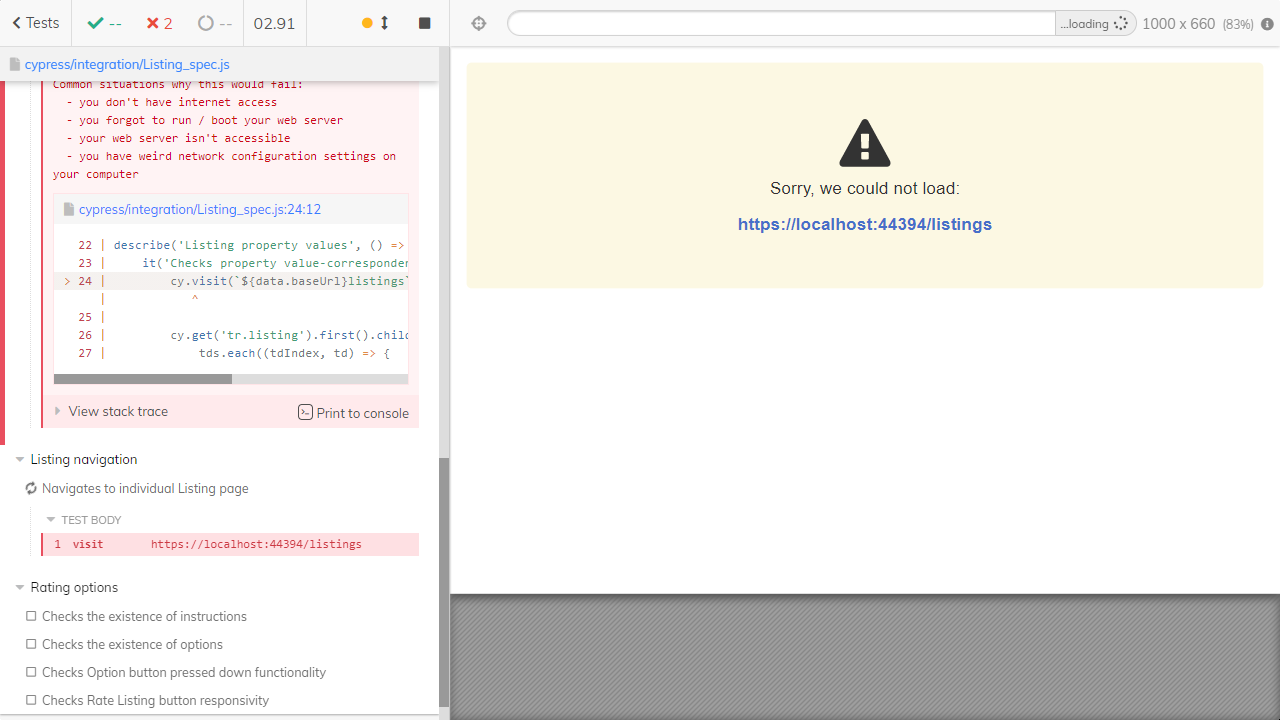 Tests
--
2
--
02.91
...loading
1000 x 660 (83%)
cypress/integration/Listing_spec.js
Common situations why this would fail:
- you don't have internet access
- you forgot to run / boot your web server
- your web server isn't accessible
- you have weird network configuration settings on
your computer
cypress/integration/Listing_spec.js:24:12
22 | describe('Listing property values', () =>
23 | it('Checks property value-corresponden
> 24 | cy.visit(`${data.baseUrl}listings`
| ^
25 |
26 | cy.get('tr.listing').first().child
27 | tds.each((tdIndex, td) => {
View stack trace
Print to console
Listing navigation
Navigates to individual Listing page
TEST BODY
1 visit https://localhost:44394/listings
Rating options
Checks the existence of instructions
Checks the existence of options
Checks Option button pressed down functionality
Checks Rate Listing button responsivity
Sorry, we could not load:
https://localhost:44394/listings